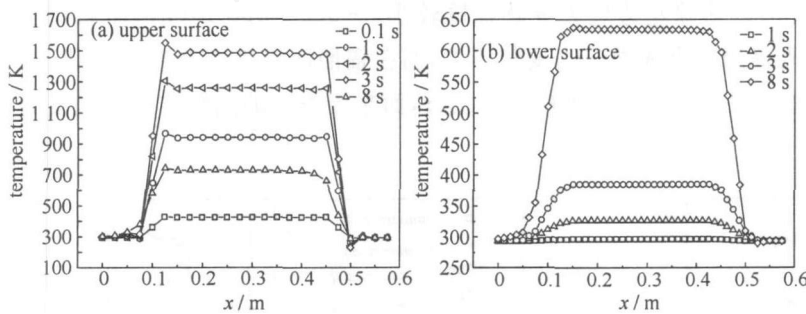 (a) upper surface
0.1 s
1 s
2 s
3 s
8 s
1 700
1 500
1 300
1 100
900
700
500
300
100
temperature / K
0 0.1 0.2 0.3 0.4 0.5 0.6
x / m
(b) lower surface
1 s
2 s
3 s
8 s
650
600
550
500
450
400
350
300
250
temperature / K
0 0.1 0.2 0.3 0.4 0.5 0.6
x / m